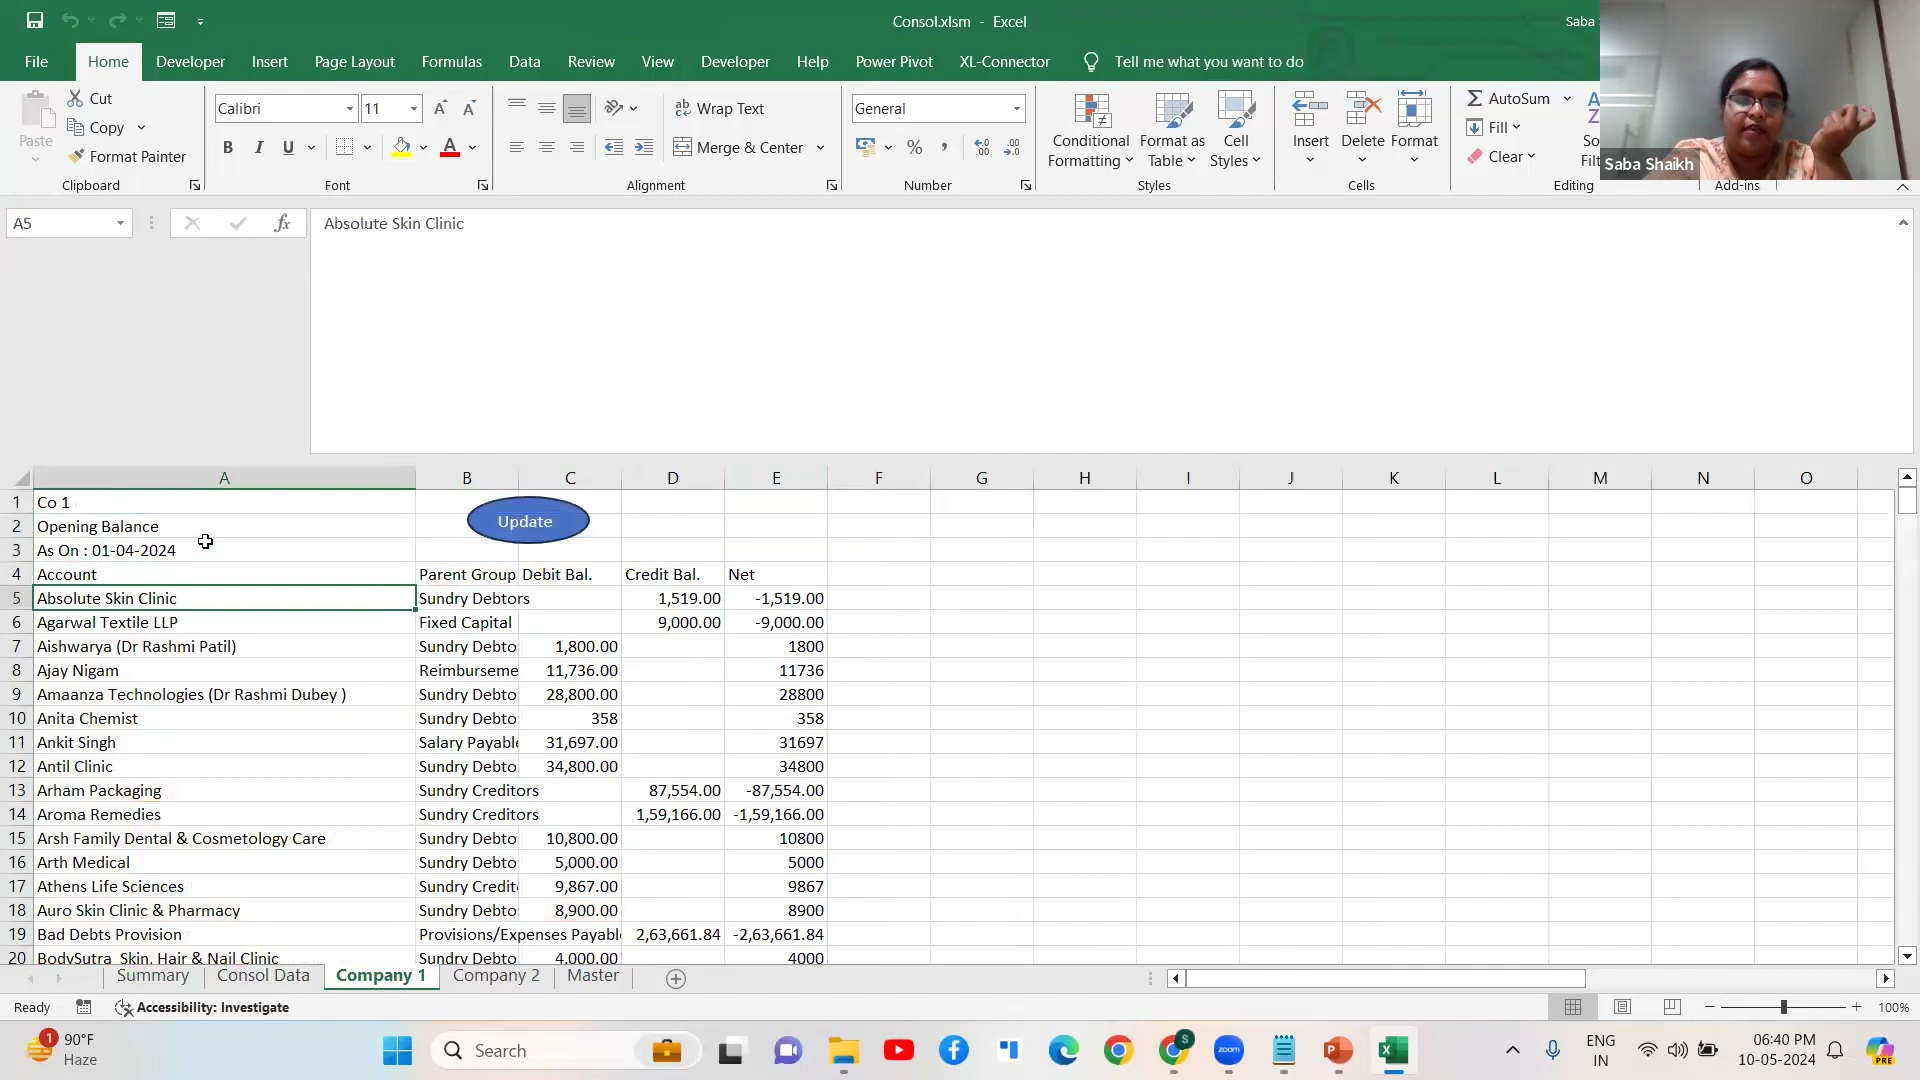 Consol.xlsm - Excel
Saba
File Home Developer Insert Page Layout Formulas Data Review View Developer Help Power Pivot XL-Connector Tell me what you want to do
Paste
Cut
Copy
Format Painter
Clipboard
Calibri 11
B I U
Font
Wrap Text
Merge & Center
Alignment
General
Number
Conditional Formatting
Format as Table
Cell Styles
Styles
Insert
Delete
Format
Cells
AutoSum
Fill
Clear
Editing
Add-ins
Saba Shaikh
A5
fx
Absolute Skin Clinic
A B C D E F G H I J K L M N O
1 Co 1
Update
2 Opening Balance
3 As On : 01-04-2024
4 Account Parent Group Debit Bal. Credit Bal. Net
5 Absolute Skin Clinic Sundry Debtors 1,519.00 -1,519.00
6 Agarwal Textile LLP Fixed Capital 9,000.00 -9,000.00
7 Aishwarya (Dr Rashmi Patil) Sundry Debto 1,800.00 1800
8 Ajay Nigam Reimburseme 11,736.00 11736
9 Amaanza Technologies (Dr Rashmi Dubey ) Sundry Debto 28,800.00 28800
10 Anita Chemist Sundry Debto 358 358
11 Ankit Singh Salary Payable 31,697.00 31697
12 Antil Clinic Sundry Debto 34,800.00 34800
13 Arham Packaging Sundry Creditors 87,554.00 -87,554.00
14 Aroma Remedies Sundry Creditors 1,59,166.00 -1,59,166.00
15 Arsh Family Dental & Cosmetology Care Sundry Debto 10,800.00 10800
16 Arth Medical Sundry Debto 5,000.00 5000
17 Athens Life Sciences Sundry Credit 9,867.00 9867
18 Auro Skin Clinic & Pharmacy Sundry Debto 8,900.00 8900
19 Bad Debts Provision Provisions/Expenses Payabl 2,63,661.84 -2,63,661.84
20 BodySutra Skin, Hair & Nail Clinic Sundry Debto 4,000.00 4000
Summary Consol Data Company 1 Company 2 Master
Ready Accessibility: Investigate 100%
1
90°F
Haze
Search
S
zoom
ENG
IN
06:40 PM
10-05-2024
PRE